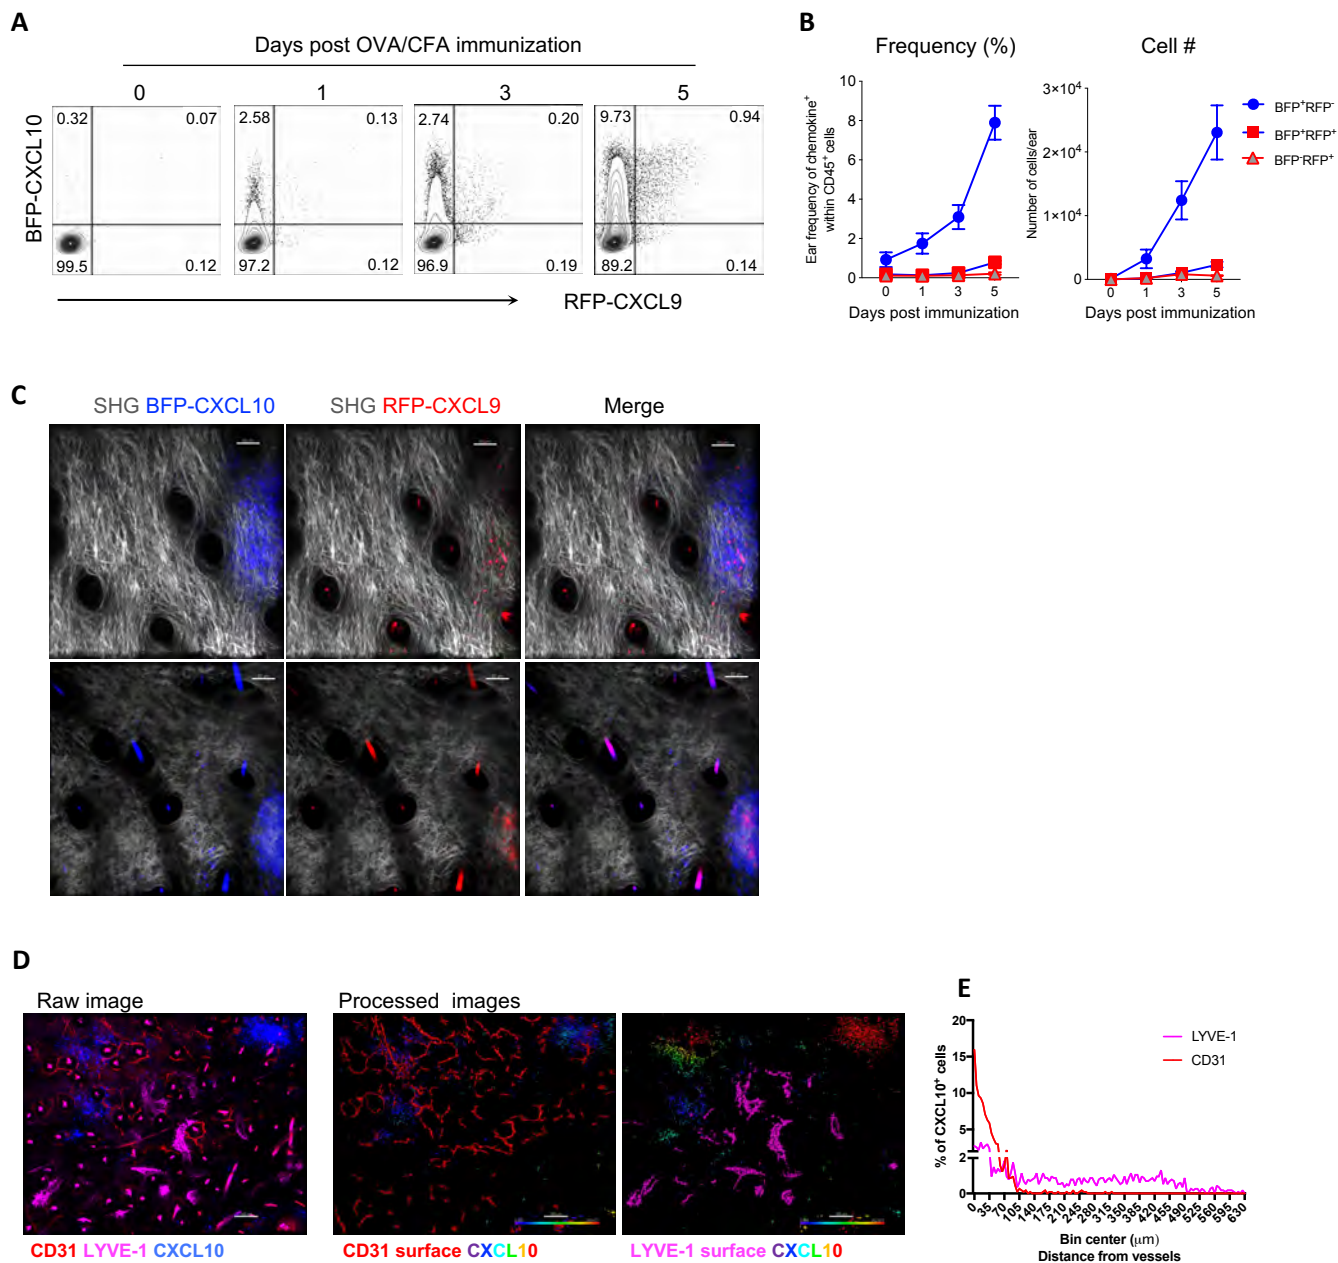 A
Days post OVA/CFA immunization
0 1 3 5
BFP-CXCL10
0.32 0.07
99.5 0.12
2.58 0.13
97.2 0.12
2.74 0.20
96.9 0.19
9.73 0.94
89.2 0.14
RFP-CXCL9
B
Frequency (%)
Ear frequency of chemokine⁺
within CD45⁺ cells
10
8
6
4
2
0
0 1 3 5
Days post immunization
Cell #
Number of cells/ear
3×10⁴
2×10⁴
1×10⁴
0
0 1 3 5
Days post immunization
BFP⁺RFP⁻
BFP⁺RFP⁺
BFP⁻RFP⁺
C
SHG BFP-CXCL10
SHG RFP-CXCL9
Merge
D
Raw image
Processed images
CD31 LYVE-1 CXCL10
CD31 surface CXCL10
LYVE-1 surface CXCL10
E
% of CXCL10⁺ cells
20
15
10
5
2
0
LYVE-1
CD31
0 35 70 105 140 175 210 245 280 315 350 385 420 455 490 525 560 595 630
Bin center (μm)
Distance from vessels